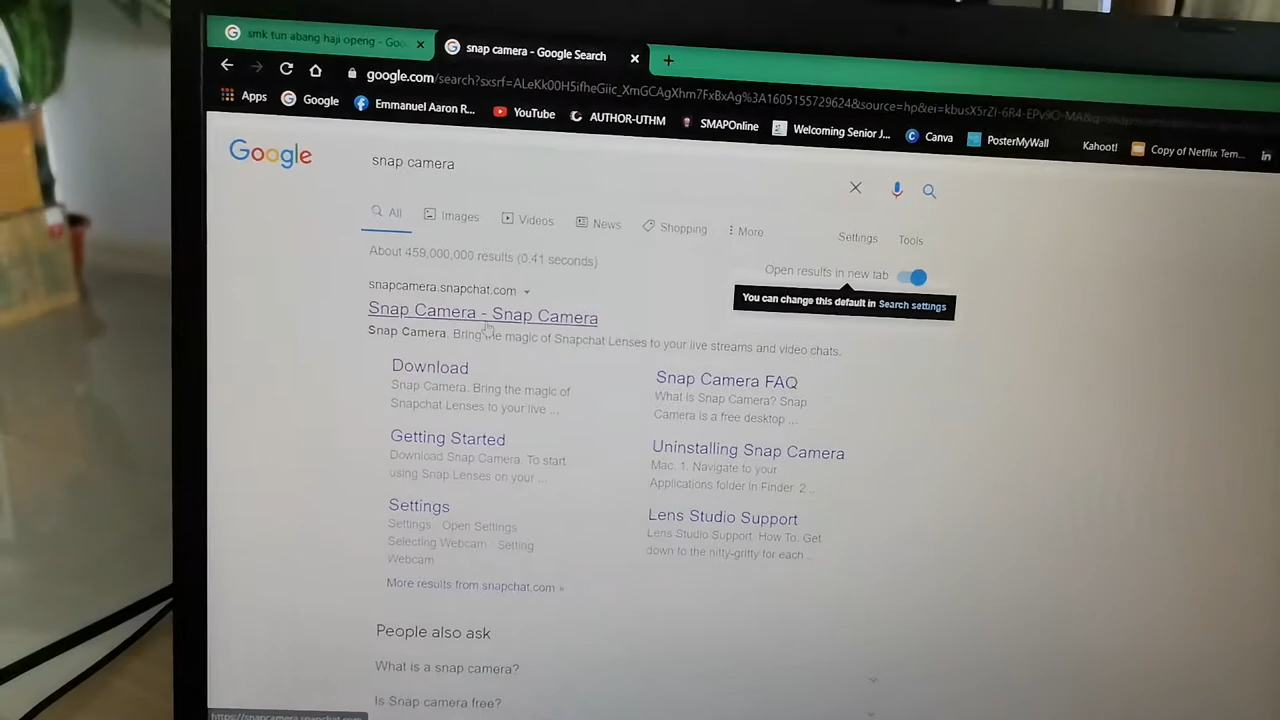 smk tun abang haji openg - Goo
snap camera - Google Search
google.com/search?sxsrf=ALeKk00H5ifheGiic_XmGCAgXhm7FxBxAg%3A1605155729624&source=hp&ei=kbusX5rZI-6R4-EPv9O-MA&
Apps
Google
Emmanuel Aaron R...
YouTube
AUTHOR-UTHM
SMAPOnline
Welcoming Senior J...
Canva
PosterMyWall
Kahoot!
Copy of Netflix Tem...
in
Google
snap camera
All
Images
Videos
News
Shopping
More
Settings
Tools
About 459,000,000 results (0.41 seconds)
Open results in new tab
You can change this default in Search settings
snapcamera.snapchat.com
Snap Camera - Snap Camera
Snap Camera. Bring the magic of Snapchat Lenses to your live streams and video chats.
Download
Snap Camera. Bring the magic of
Snapchat Lenses to your live ...
Snap Camera FAQ
What is Snap Camera? Snap
Camera is a free desktop ...
Getting Started
Download Snap Camera. To start
using Snap Lenses on your ...
Uninstalling Snap Camera
Mac. 1. Navigate to your
Applications folder in Finder. 2 ...
Settings
Settings Open Settings
Selecting Webcam Setting
Webcam
Lens Studio Support
Lens Studio Support. How To. Get
down to the nitty-gritty for each ...
More results from snapchat.com »
People also ask
What is a snap camera?
Is Snap camera free?
https://snapcamera.snapchat.com